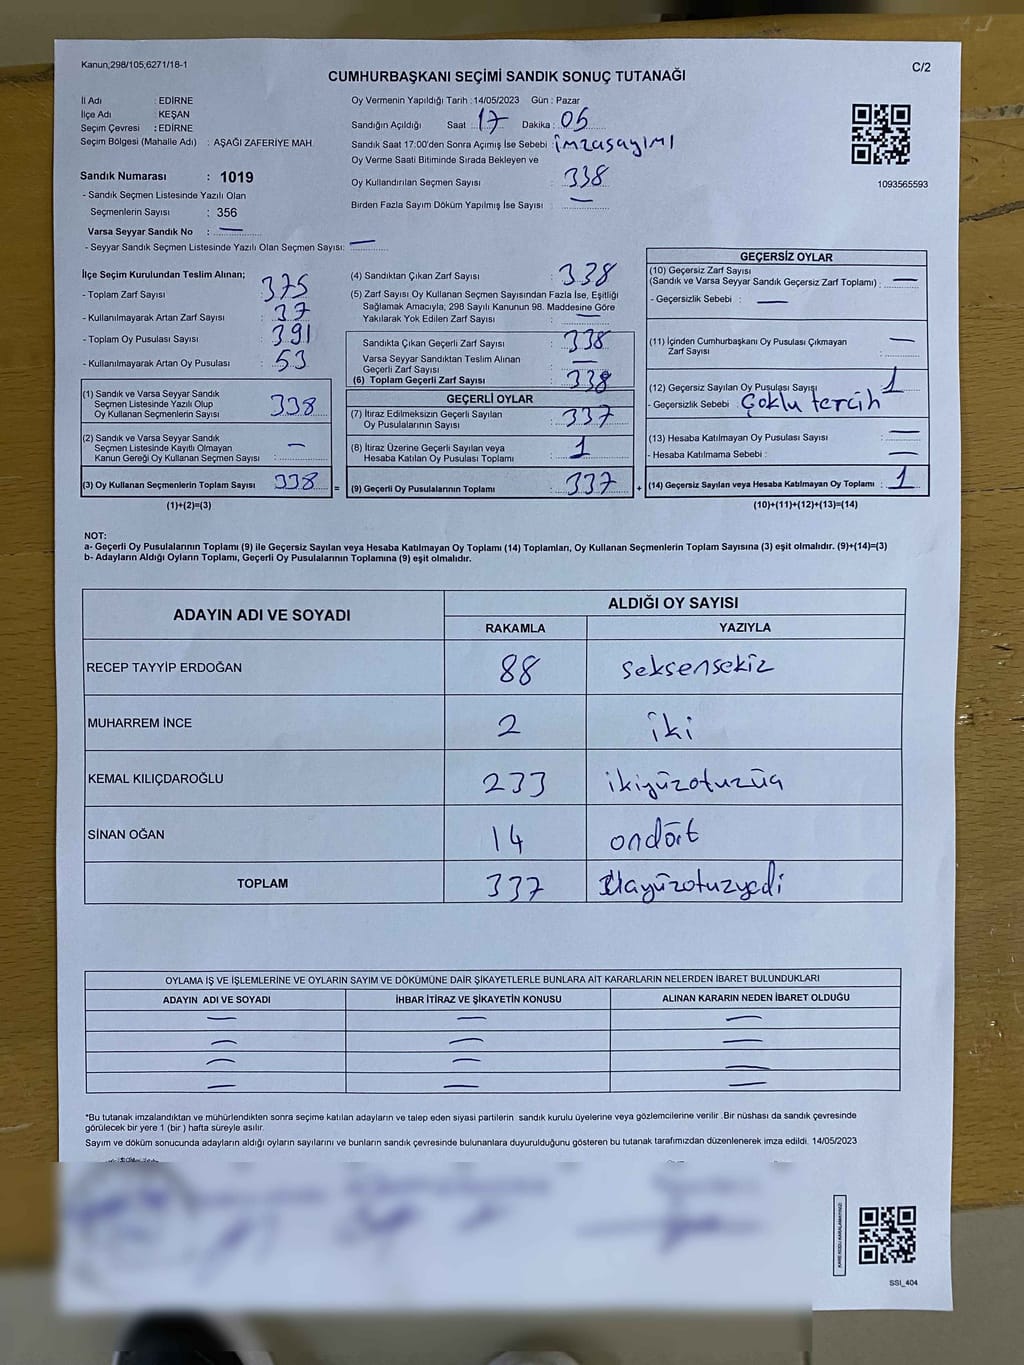 Kanun,298/105,6271/18-1
C/2
CUMHURBAŞKANI SEÇİMİ SANDIK SONUÇ TUTANAĞI
İl Adı : EDİRNE
İlçe Adı : KEŞAN
Seçim Çevresi : EDİRNE
Seçim Bölgesi (Mahalle Adı) : AŞAĞI ZAFERİYE MAH.
Sandık Numarası : 1019
- Sandık Seçmen Listesinde Yazılı Olan
Seçmenlerin Sayısı : 356
Varsa Seyyar Sandık No : —
- Seyyar Sandık Seçmen Listesinde Yazılı Olan Seçmen Sayısı: —
Oy Vermenin Yapıldığı Tarih : 14/05/2023 Gün : Pazar
Sandığın Açıldığı Saat : 17 Dakika : 05
Sandık Saat 17:00'den Sonra Açımış İse Sebebi : imzasayımı
Oy Verme Saati Bitiminde Sırada Bekleyen ve
Oy Kullandırılan Seçmen Sayısı : 338
Birden Fazla Sayım Döküm Yapılmış İse Sayısı : —
1093565593
İlçe Seçim Kurulundan Teslim Alınan;
- Toplam Zarf Sayısı : 375
- Kullanılmayarak Artan Zarf Sayısı : 37
- Toplam Oy Pusulası Sayısı : 391
- Kullanılmayarak Artan Oy Pusulası : 53
(1) Sandık ve Varsa Seyyar Sandık
Seçmen Listesinde Yazılı Olup
Oy Kullanan Seçmenlerin Sayısı : 338
(2) Sandık ve Varsa Seyyar Sandık
Seçmen Listesinde Kayıtlı Olmayan
Kanun Gereği Oy Kullanan Seçmen Sayısı : —
(3) Oy Kullanan Seçmenlerin Toplam Sayısı : 338 =
(1)+(2)=(3)
(4) Sandıktan Çıkan Zarf Sayısı : 338
(5) Zarf Sayısı Oy Kullanan Seçmen Sayısından Fazla İse, Eşitliği
Sağlamak Amacıyla; 298 Sayılı Kanunun 98. Maddesine Göre
Yakılarak Yok Edilen Zarf Sayısı : —
Sandıkta Çıkan Geçerli Zarf Sayısı : 338
Varsa Seyyar Sandıktan Teslim Alınan
Geçerli Zarf Sayısı : —
(6) Toplam Geçerli Zarf Sayısı : 338
GEÇERLİ OYLAR
(7) İtiraz Edilmeksizin Geçerli Sayılan
Oy Pusulalarının Sayısı : 337
(8) İtiraz Üzerine Geçerli Sayılan veya
Hesaba Katılan Oy Pusulası Toplamı : 1
(9) Geçerli Oy Pusulalarının Toplamı : 337 +
GEÇERSİZ OYLAR
(10) Geçersiz Zarf Sayısı
(Sandık ve Varsa Seyyar Sandık Geçersiz Zarf Toplamı) : —
- Geçersizlik Sebebi : —
(11) İçinden Cumhurbaşkanı Oy Pusulası Çıkmayan
Zarf Sayısı : —
(12) Geçersiz Sayılan Oy Pusulası Sayışı : 1
- Geçersizlik Sebebi : Çoklu tercih
(13) Hesaba Katılmayan Oy Pusulası Sayısı : —
- Hesaba Katılmama Sebebi : —
(14) Geçersiz Sayılan veya Hesaba Katılmayan Oy Toplamı : 1
(10)+(11)+(12)+(13)=(14)
NOT:
a- Geçerli Oy Pusulalarının Toplamı (9) ile Geçersiz Sayılan veya Hesaba Katılmayan Oy Toplamı (14) Toplamları, Oy Kullanan Seçmenlerin Toplam Sayısına (3) eşit olmalıdır. (9)+(14)=(3)
b- Adayların Aldığı Oyların Toplamı, Geçerli Oy Pusulalarının Toplamına (9) eşit olmalıdır.
ADAYIN ADI VE SOYADI ALDIĞI OY SAYISI
RAKAMLA YAZIYLA
RECEP TAYYİP ERDOĞAN 88 seksensekiz
MUHARREM İNCE 2 iki
KEMAL KILIÇDAROĞLU 233 ikiyüzotuzüç
SİNAN OĞAN 14 ondört
TOPLAM 337 üçyüzotuzyedi
OYLAMA İŞ VE İŞLEMLERİNE VE OYLARIN SAYIM VE DÖKÜMÜNE DAİR ŞİKAYETLERLE BUNLARA AİT KARARLARIN NELERDEN İBARET BULUNDUKLARI
ADAYIN ADI VE SOYADI İHBAR İTİRAZ VE ŞİKAYETİN KONUSU ALINAN KARARIN NEDEN İBARET OLDUĞU
— — —
— — —
— — —
— — —
*Bu tutanak imzalandıktan ve mühürlendikten sonra seçime katılan adayların ve talep eden siyasi partilerin sandık kurulu üyelerine veya gözlemcilerine verilir .Bir nüshası da sandık çevresinde
görülecek bir yere 1 (bir ) hafta süreyle asılır.
Sayım ve döküm sonucunda adayların aldığı oyların sayılarını ve bunların sandık çevresinde bulunanlara duyurulduğunu gösteren bu tutanak tarafımızdan düzenlenerek imza edildi. 14/05/2023
KARE KODU KARALAMAYINIZ!
SSI_404